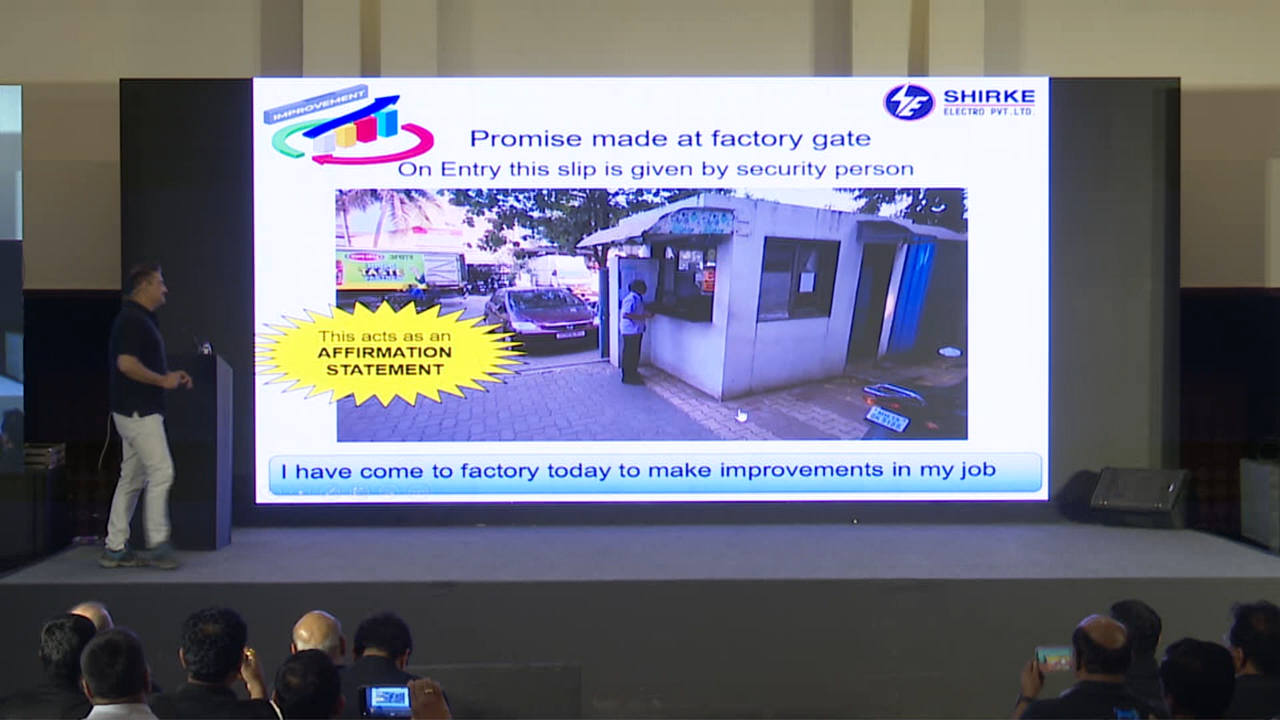 IMPROVEMENT
SHIRKE
ELECTRO PVT.LTD.
Promise made at factory gate
On Entry this slip is given by security person
This acts as an
AFFIRMATION
STATEMENT
I have come to factory today to make improvements in my job